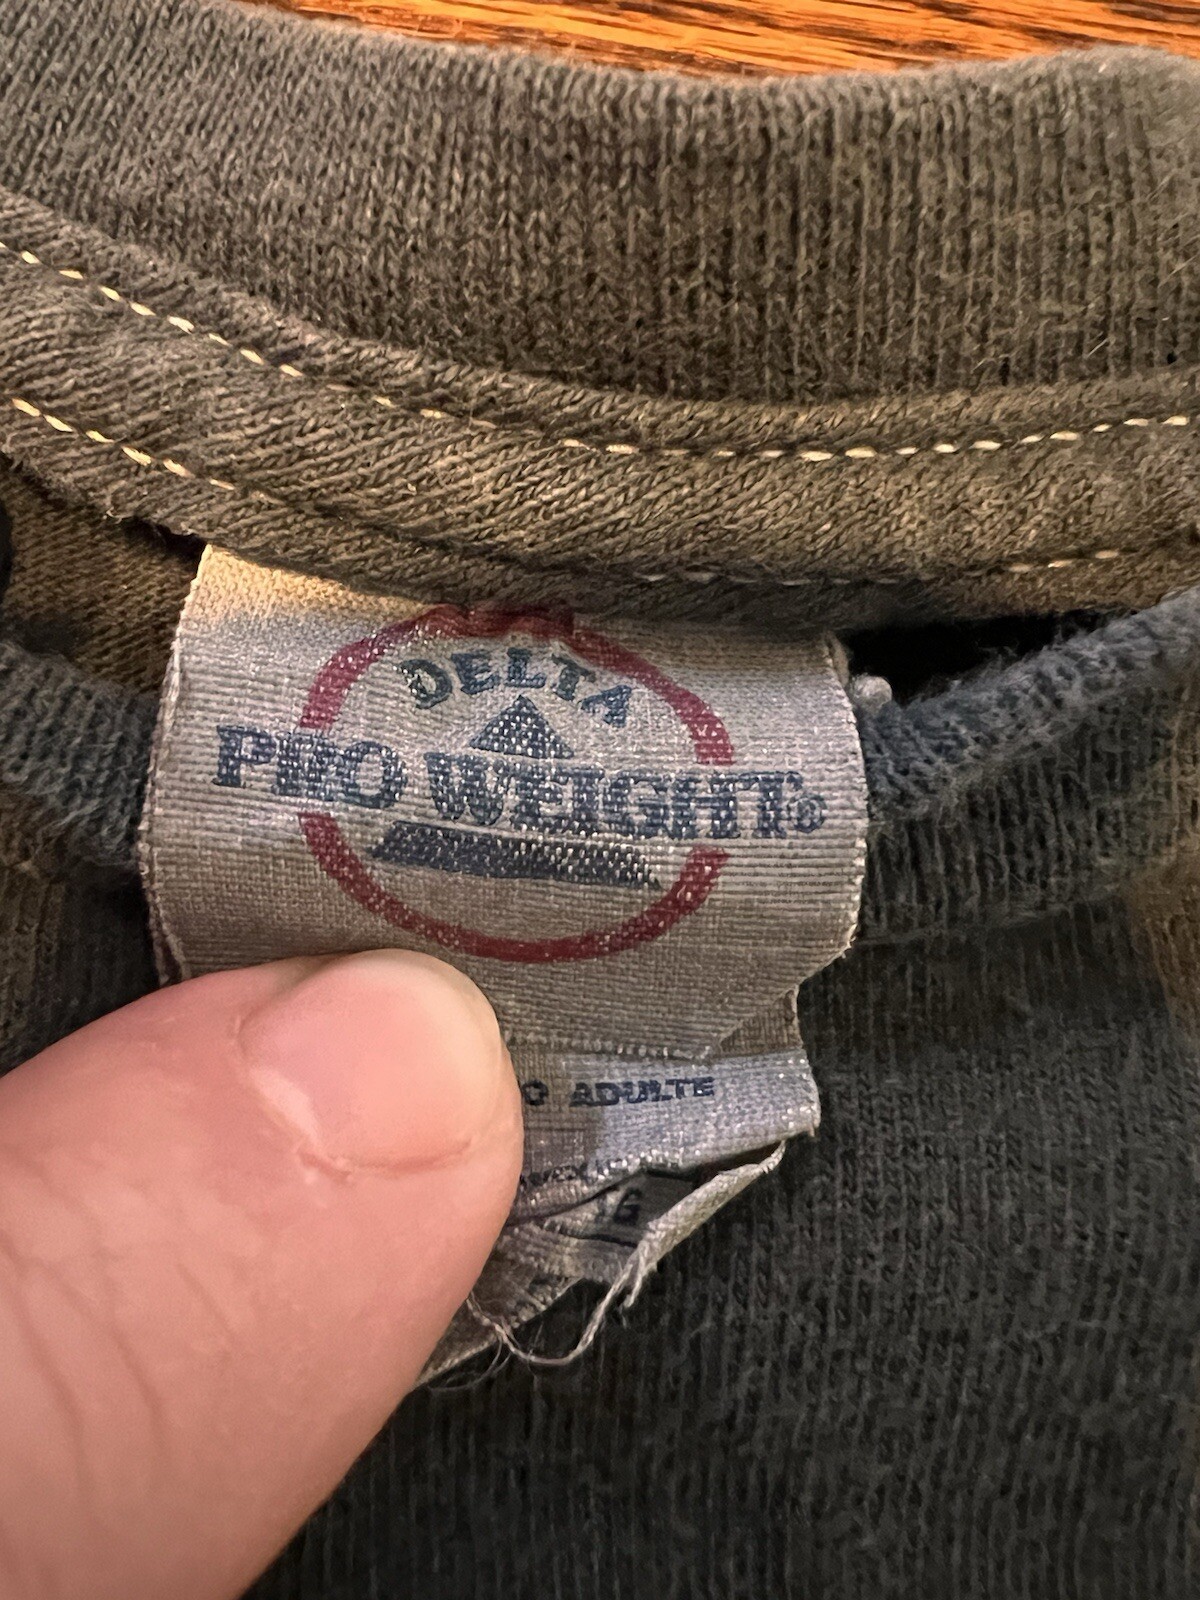 DELTA
PRO WEIGHT®
O ADULTE